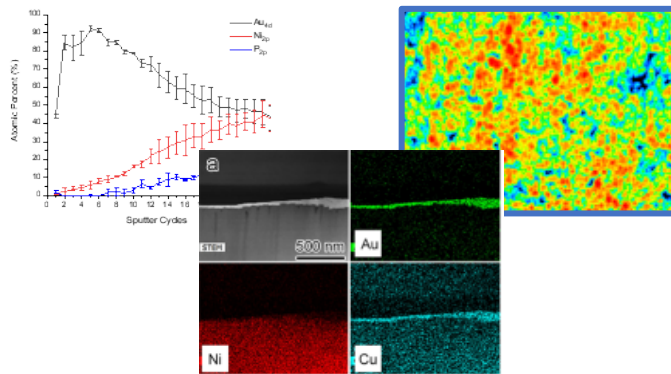 100
90
80
70
60
50
40
30
20
10
0
Atomic Percent (%)
0 2 4 6 8 10 12 14 16
Sputter Cycles
Au4d
Ni2p
P2p
a
STEM
500 nm
Au
Ni
Cu